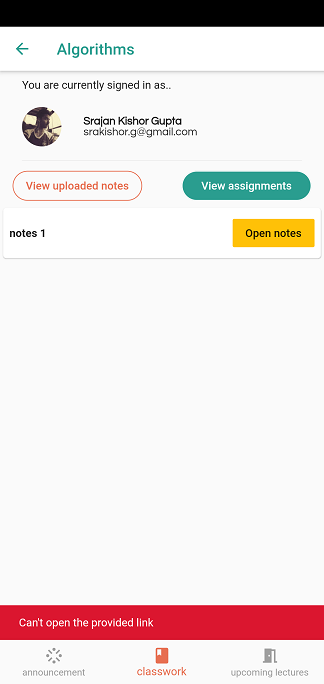 Algorithms
You are currently signed in as..
Srajan Kishor Gupta
srakishor.g@gmail.com
View uploaded notes
View assignments
notes 1
Open notes
Can't open the provided link
announcement
classwork
upcoming lectures